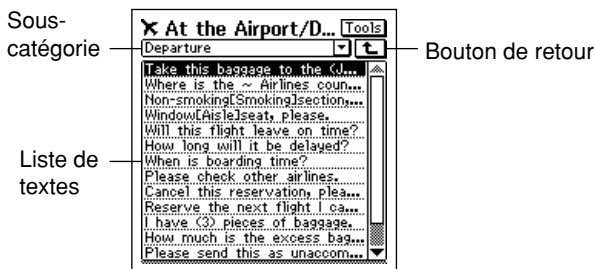 Sous-
catégorie
At the Airport/D... Tools
Departure
Bouton de retour
Take this baggage to the (J...
Where is the ~ Airlines coun...
Non-smoking[Smoking]section,...
Window[Aisle]seat, please.
Will this flight leave on time?
How long will it be delayed?
Liste de
textes
When is boarding time?
Please check other airlines.
Cancel this reservation, plea...
Reserve the next flight I ca...
I have (3) pieces of baggage.
How much is the excess bag...
Please send this as unaccom...